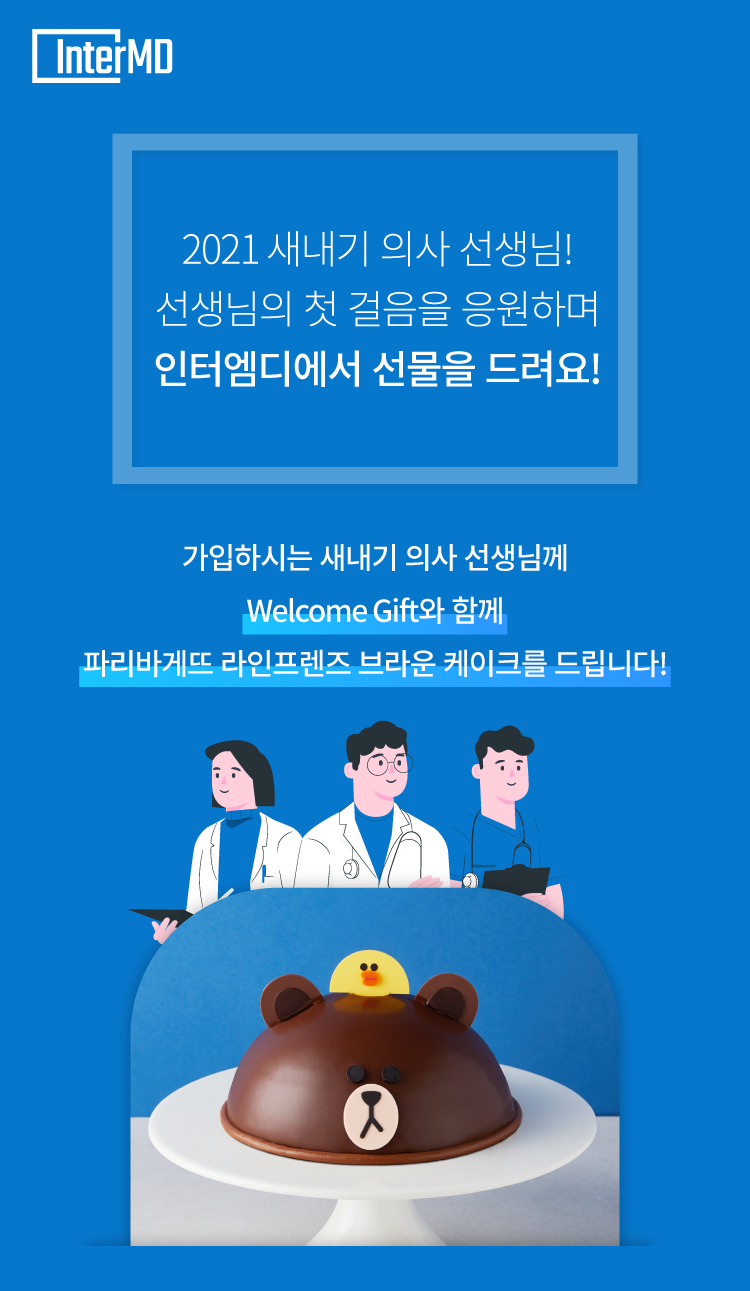 InterMD
2021 새내기 의사 선생님!
선생님의 첫 걸음을 응원하며
인터엠디에서 선물을 드려요!
가입하시는 새내기 의사 선생님께
Welcome Gift와 함께
파리바게뜨 라인프렌즈 브라운 케이크를 드립니다!